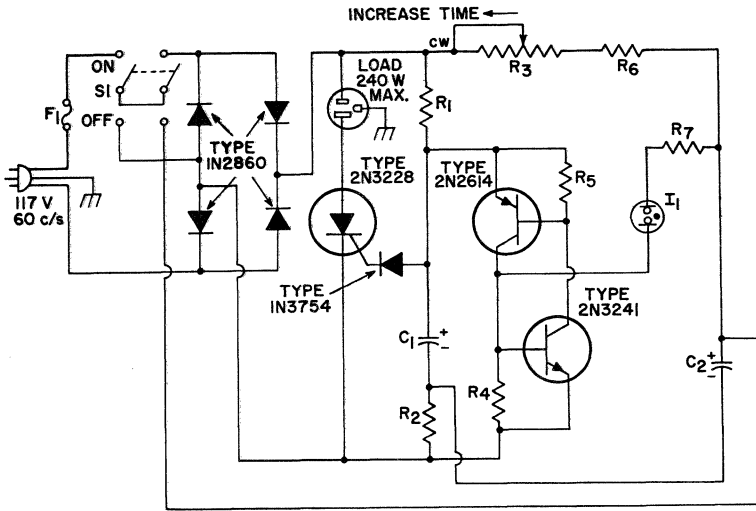 INCREASE TIME
CW
R3
R6
ON
S1
F1
OFF
LOAD
240 W
MAX.
R1
R7
TYPE
1N2860
TYPE
2N3228
TYPE
2N2614
R5
I1
117 V
60 c/s
TYPE
1N3754
TYPE
2N3241
C1
+
-
C2
+
-
R4
R2